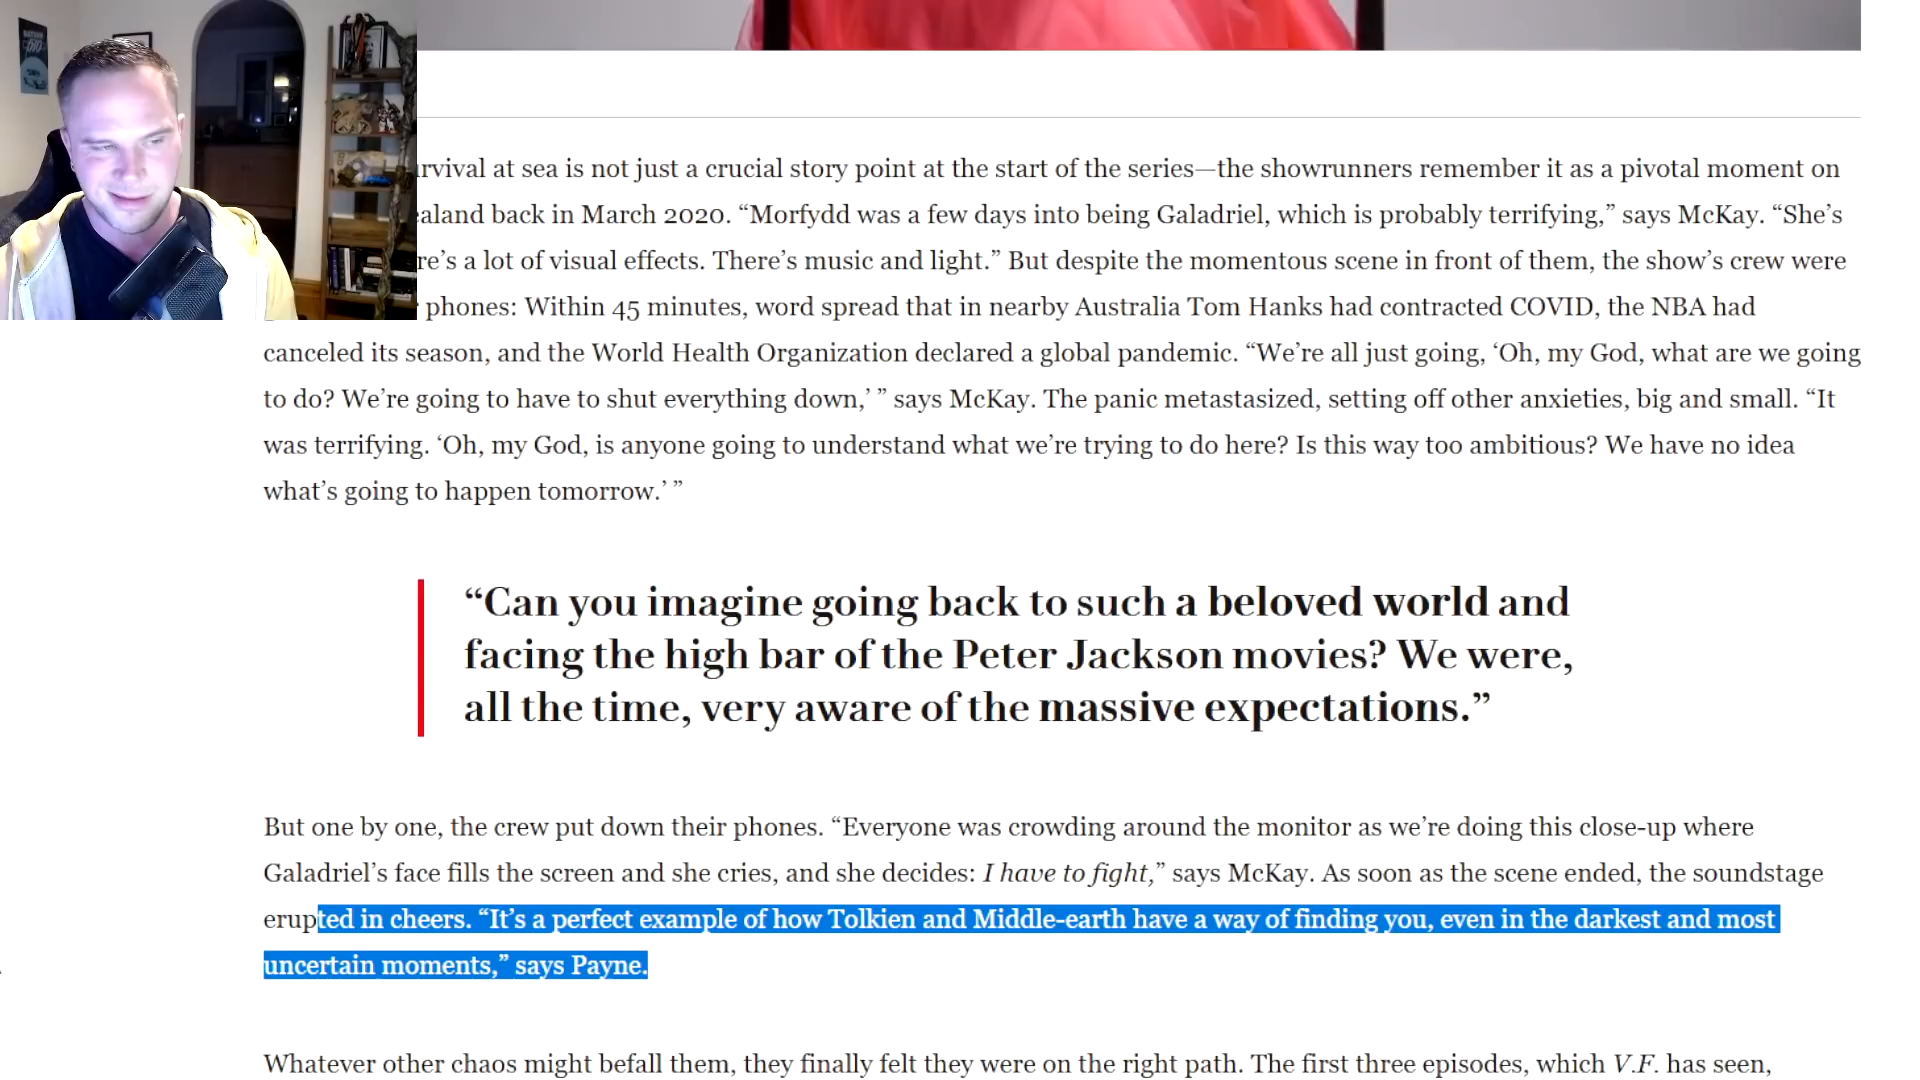 urvival at sea is not just a crucial story point at the start of the series—the showrunners remember it as a pivotal moment on
ealand back in March 2020. “Morfydd was a few days into being Galadriel, which is probably terrifying,” says McKay. “She’s
re’s a lot of visual effects. There’s music and light.” But despite the momentous scene in front of them, the show’s crew were
phones: Within 45 minutes, word spread that in nearby Australia Tom Hanks had contracted COVID, the NBA had
canceled its season, and the World Health Organization declared a global pandemic. “We’re all just going, ‘Oh, my God, what are we going
to do? We’re going to have to shut everything down,’ ” says McKay. The panic metastasized, setting off other anxieties, big and small. “It
was terrifying. ‘Oh, my God, is anyone going to understand what we’re trying to do here? Is this way too ambitious? We have no idea
what’s going to happen tomorrow.’ ”
“Can you imagine going back to such a beloved world and
facing the high bar of the Peter Jackson movies? We were,
all the time, very aware of the massive expectations.”
But one by one, the crew put down their phones. “Everyone was crowding around the monitor as we’re doing this close-up where
Galadriel’s face fills the screen and she cries, and she decides: I have to fight,” says McKay. As soon as the scene ended, the soundstage
erupted in cheers. “It’s a perfect example of how Tolkien and Middle-earth have a way of finding you, even in the darkest and most
uncertain moments,” says Payne.
Whatever other chaos might befall them, they finally felt they were on the right path. The first three episodes, which V.F. has seen,